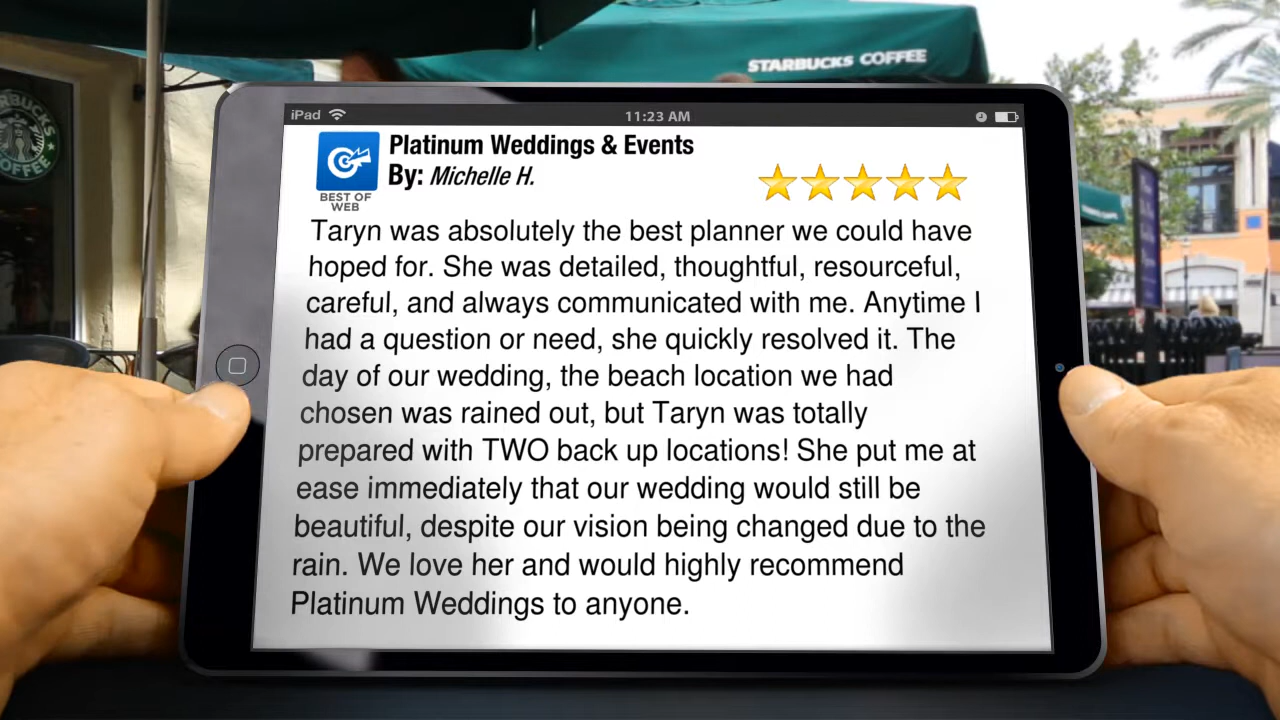 STARBUCKS COFFEE
iPad
11:23 AM
Platinum Weddings & Events
By: Michelle H.
BEST OF
WEB
Taryn was absolutely the best planner we could have
hoped for. She was detailed, thoughtful, resourceful,
careful, and always communicated with me. Anytime I
had a question or need, she quickly resolved it. The
day of our wedding, the beach location we had
chosen was rained out, but Taryn was totally
prepared with TWO back up locations! She put me at
ease immediately that our wedding would still be
beautiful, despite our vision being changed due to the
rain. We love her and would highly recommend
Platinum Weddings to anyone.